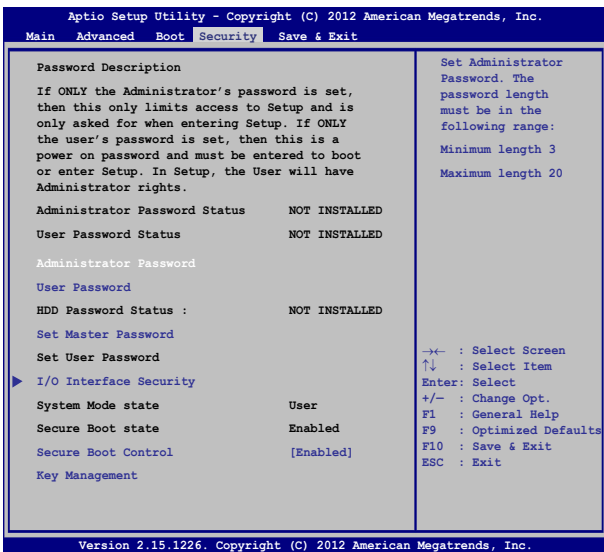 Aptio Setup Utility - Copyright (C) 2012 American Megatrends, Inc.
Main Advanced Boot Security Save & Exit
Password Description
If ONLY the Administrator's password is set,
then this only limits access to Setup and is
only asked for when entering Setup. If ONLY
the user's password is set, then this is a
power on password and must be entered to boot
or enter Setup. In Setup, the User will have
Administrator rights.
Administrator Password Status NOT INSTALLED
User Password Status NOT INSTALLED
Administrator Password
User Password
HDD Password Status : NOT INSTALLED
Set Master Password
Set User Password
I/O Interface Security
System Mode state User
Secure Boot state Enabled
Secure Boot Control [Enabled]
Key Management
Set Administrator
Password. The
password length
must be in the
following range:
Minimum length 3
Maximum length 20
→← : Select Screen
↑↓ : Select Item
Enter: Select
+/— : Change Opt.
F1 : General Help
F9 : Optimized Defaults
F10 : Save & Exit
ESC : Exit
Version 2.15.1226. Copyright (C) 2012 American Megatrends, Inc.